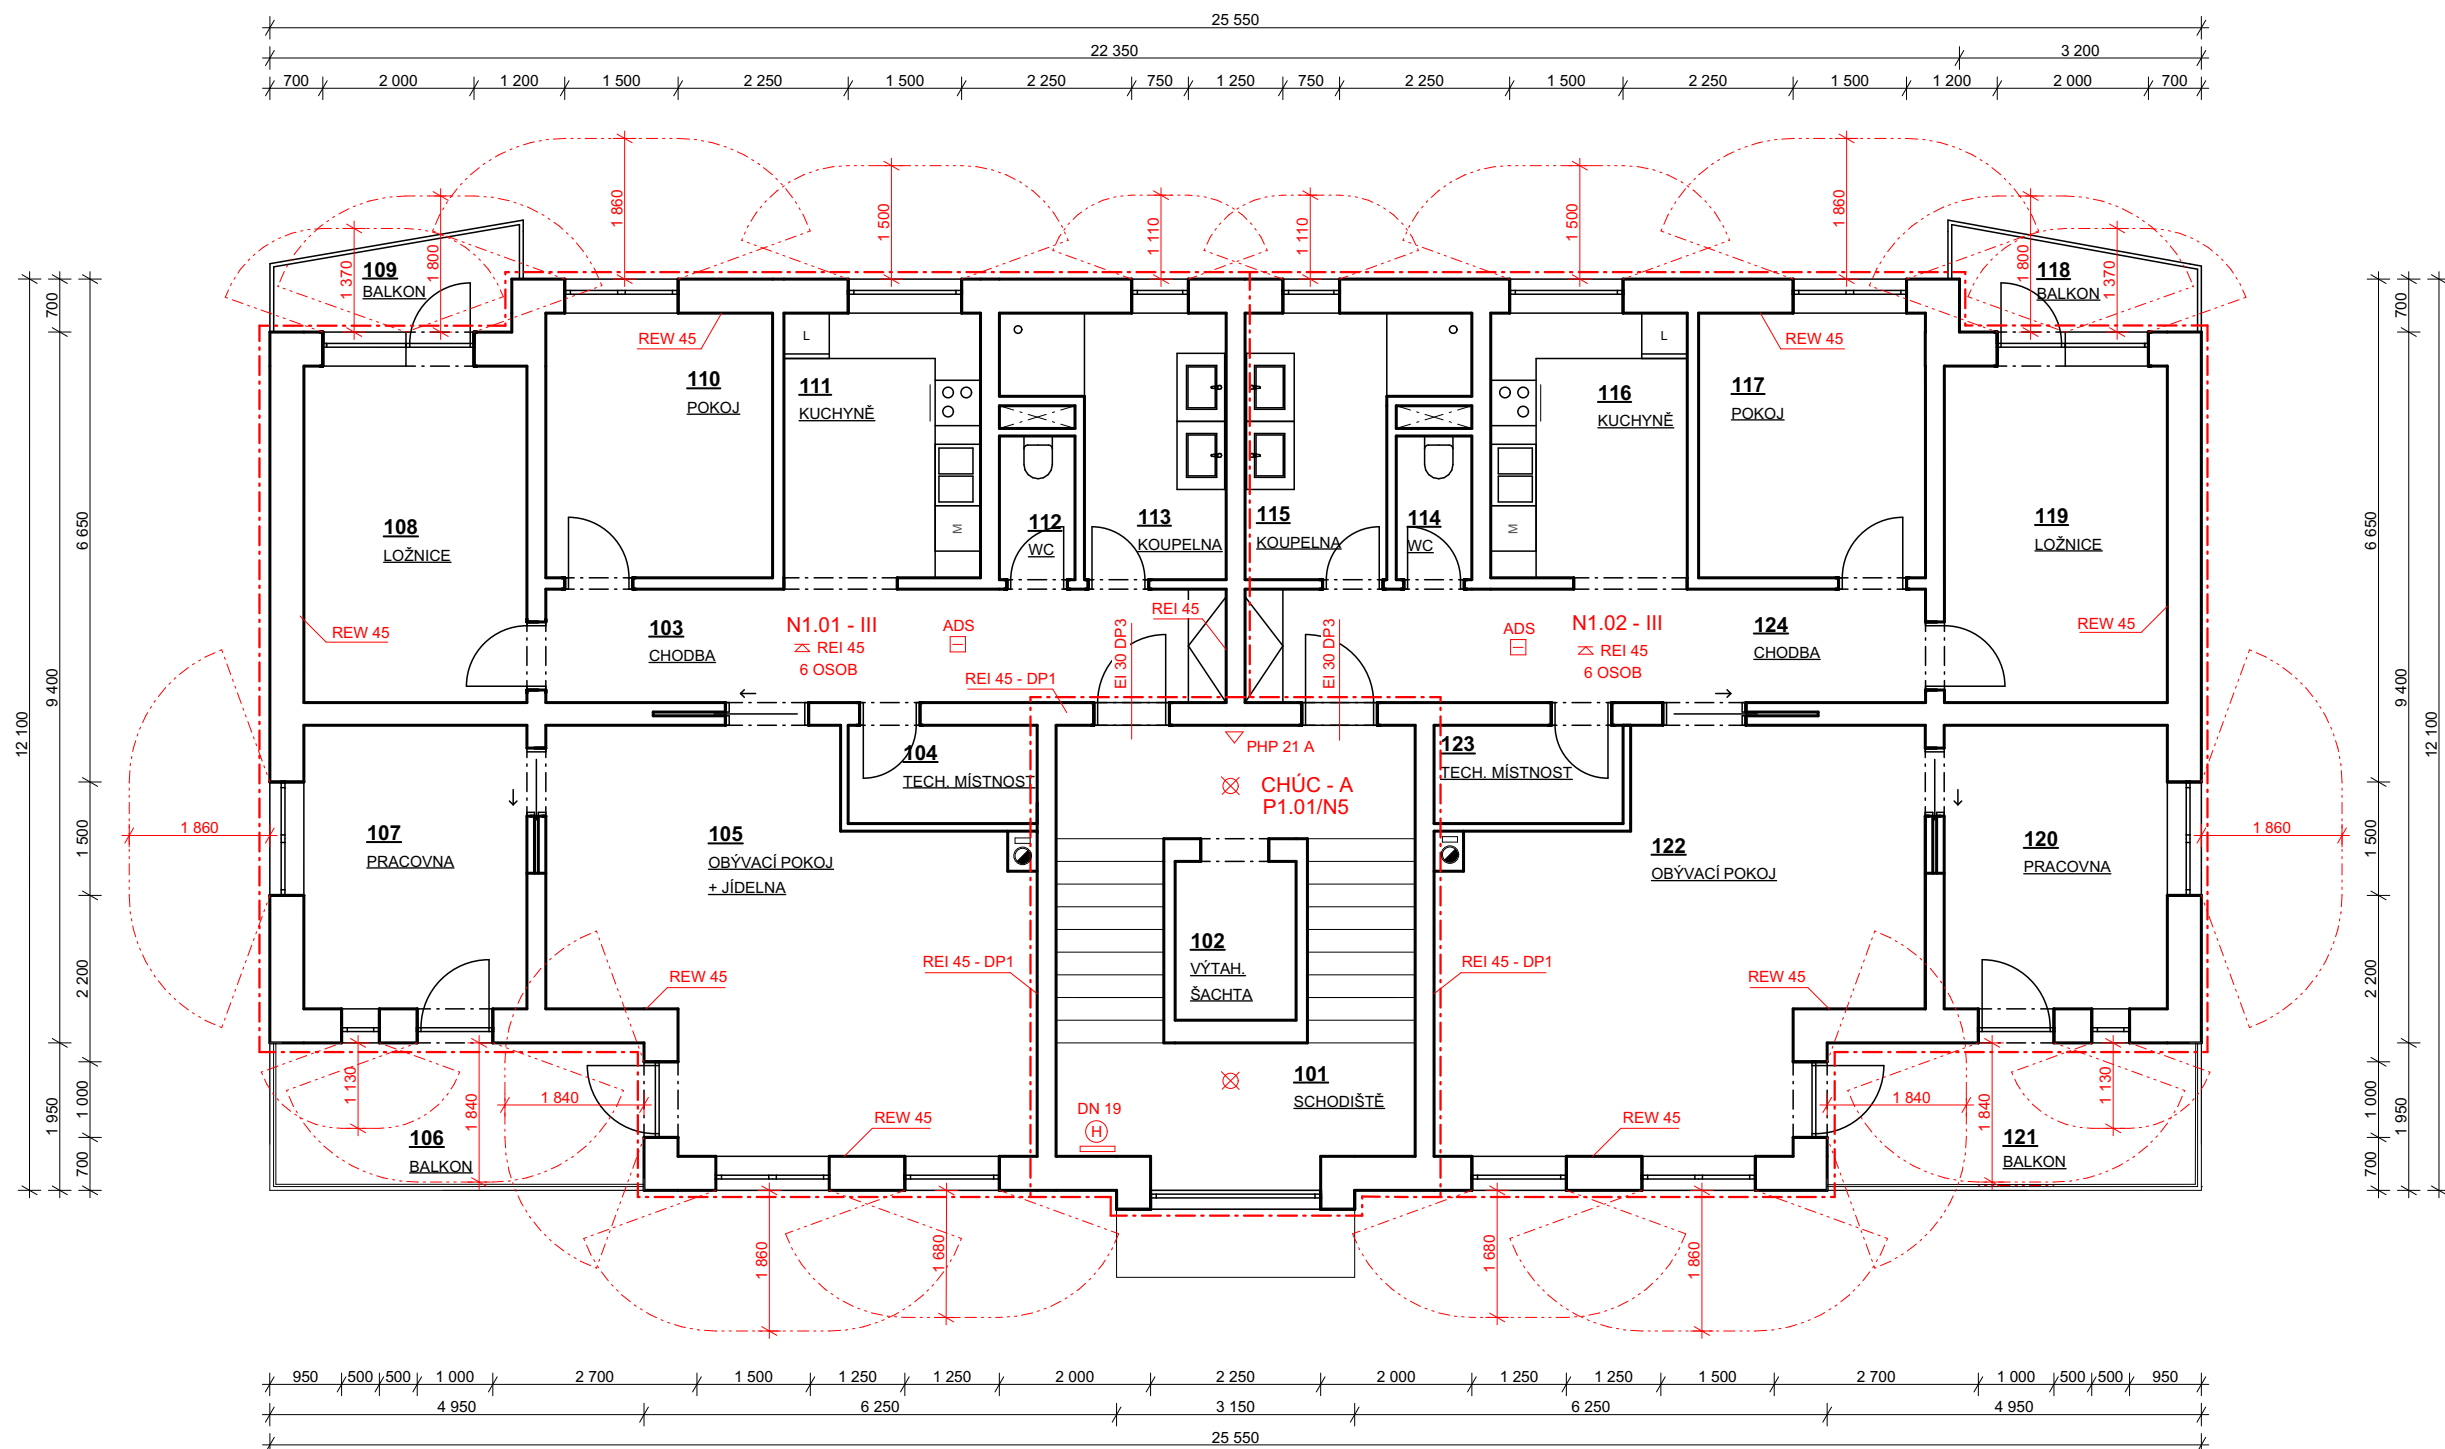 25 550
22 350 3 200
700 2 000 1 200 1 500 2 250 1 500 2 250 750 1 250 750 2 250 1 500 2 250 1 500 1 200 2 000 700
1 370 1 800 1 860 1 500 1 110 1 110 1 500 1 860 1 800 1 370
109
BALKON
118
BALKON
REW 45
REW 45
L
L
110
POKOJ
111
KUCHYNĚ
116
KUCHYNĚ
117
POKOJ
108
LOŽNICE
112
WC
113
KOUPELNA
115
KOUPELNA
114
WC
119
LOŽNICE
M
M
REW 45
103
CHODBA
N1.01 - III
REI 45
6 OSOB
ADS
REI 45
EI 30 DP3
EI 30 DP3
ADS
N1.02 - III
REI 45
6 OSOB
124
CHODBA
REW 45
REI 45 - DP1
104
TECH. MÍSTNOST
PHP 21 A
CHÚC - A
P1.01/N5
123
TECH. MÍSTNOST
1 860
107
PRACOVNA
105
OBÝVACÍ POKOJ
+ JÍDELNA
122
OBÝVACÍ POKOJ
120
PRACOVNA
1 860
REW 45
REI 45 - DP1
102
VÝTAH.
ŠACHTA
REI 45 - DP1
REW 45
101
SCHODIŠTĚ
DN 19
H
1 130
1 840
1 840
REW 45
106
BALKON
REW 45
1 840
1 840
1 130
121
BALKON
1 860
1 680
1 680
1 860
12 100
9 400
1 950
700
6 650
1 500
2 200
1 000
700
700
6 650
1 500
2 200
1 000
700
9 400
1 950
12 100
950 500 500 1 000 2 700 1 500 1 250 1 250 2 000 2 250 2 000 1 250 1 250 1 500 2 700 1 000 500 500 950
4 950 6 250 3 150 6 250 4 950
25 550